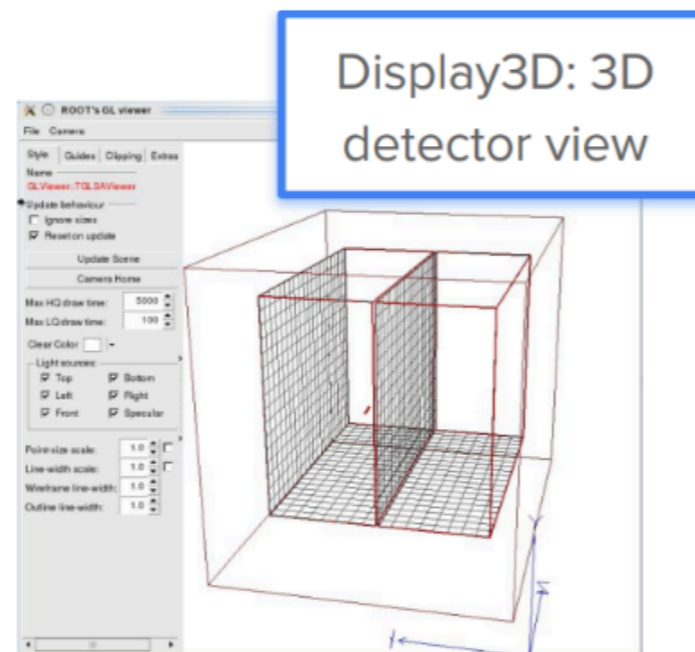 Display3D: 3D
detector view
ROOT's GL viewer
File Camera
Style Guides Clipping Extras
Name
GLViewer::TGLSAViewer
Update behaviour
Ignore sizes
Reset on update
Update Scene
Camera Home
Max HQ draw time: 5000
Max LQ draw time: 100
Clear Color
Light sources:
Top Bottom
Left Right
Front Specular
Point-size scale: 1.0
Line-width scale: 1.0
Wireframe line-width: 1.0
Outline line-width: 1.0